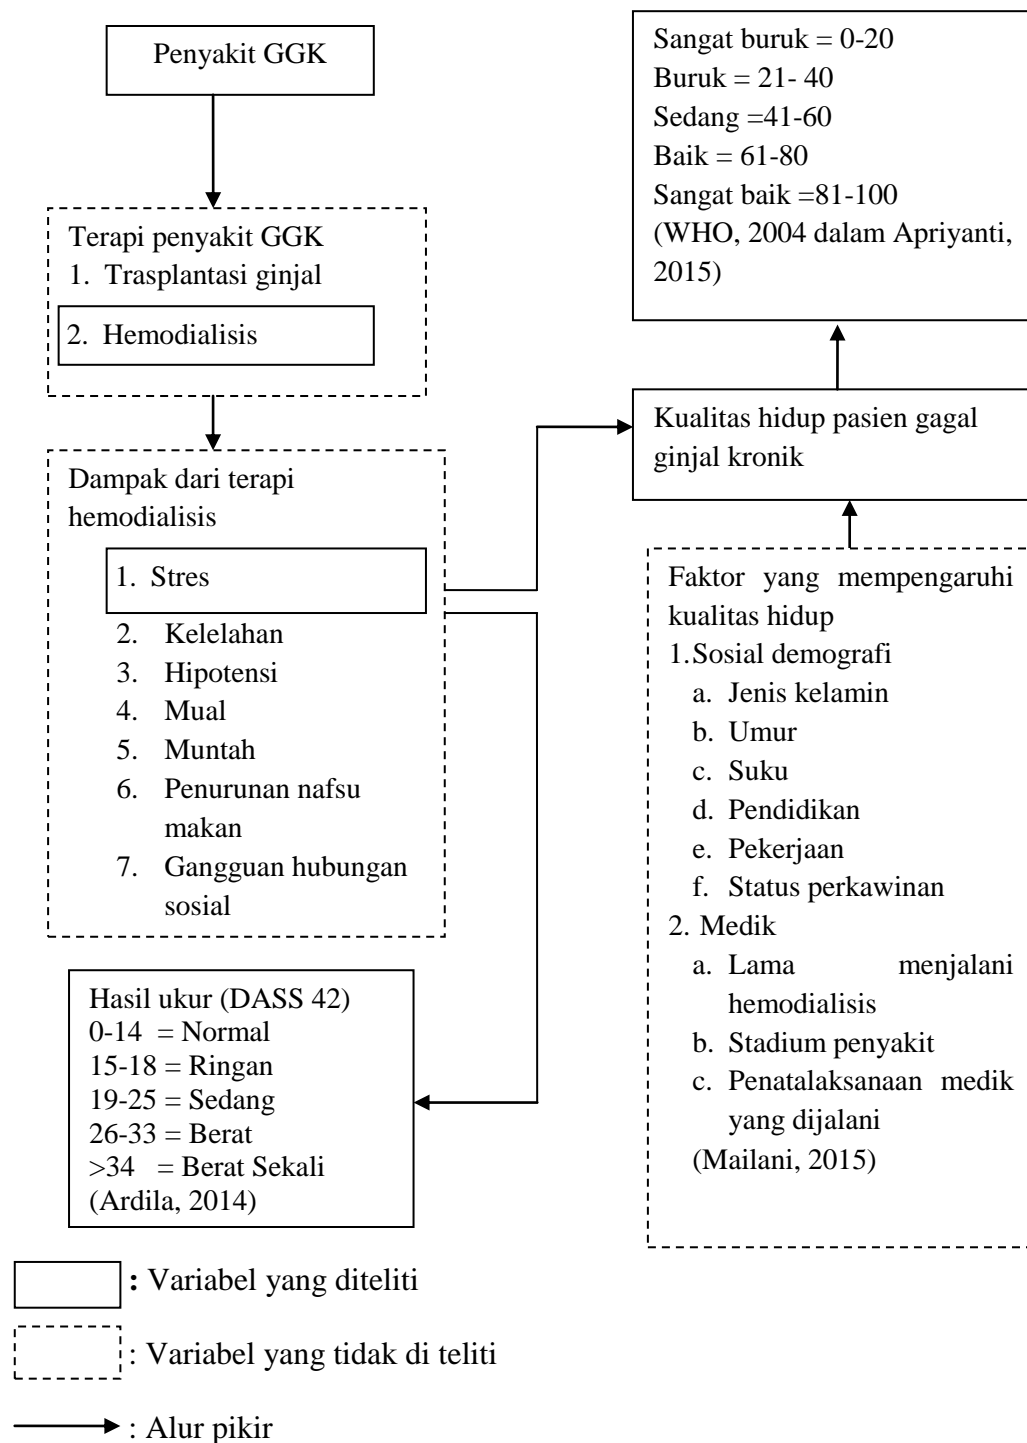 Penyakit GGK
Terapi penyakit GGK
1. Trasplantasi ginjal
2. Hemodialisis
Dampak dari terapi
hemodialisis
1. Stres
2. Kelelahan
3. Hipotensi
4. Mual
5. Muntah
6. Penurunan nafsu
makan
7. Gangguan hubungan
sosial
Hasil ukur (DASS 42)
0-14 = Normal
15-18 = Ringan
19-25 = Sedang
26-33 = Berat
>34 = Berat Sekali
(Ardila, 2014)
Sangat buruk = 0-20
Buruk = 21- 40
Sedang =41-60
Baik = 61-80
Sangat baik =81-100
(WHO, 2004 dalam Apriyanti,
2015)
Kualitas hidup pasien gagal
ginjal kronik
Faktor yang mempengaruhi
kualitas hidup
1. Sosial demografi
a. Jenis kelamin
b. Umur
c. Suku
d. Pendidikan
e. Pekerjaan
f. Status perkawinan
2. Medik
a. Lama menjalani
hemodialisis
b. Stadium penyakit
c. Penatalaksanaan medik
yang dijalani
(Mailani, 2015)
: Variabel yang diteliti
: Variabel yang tidak di teliti
: Alur pikir